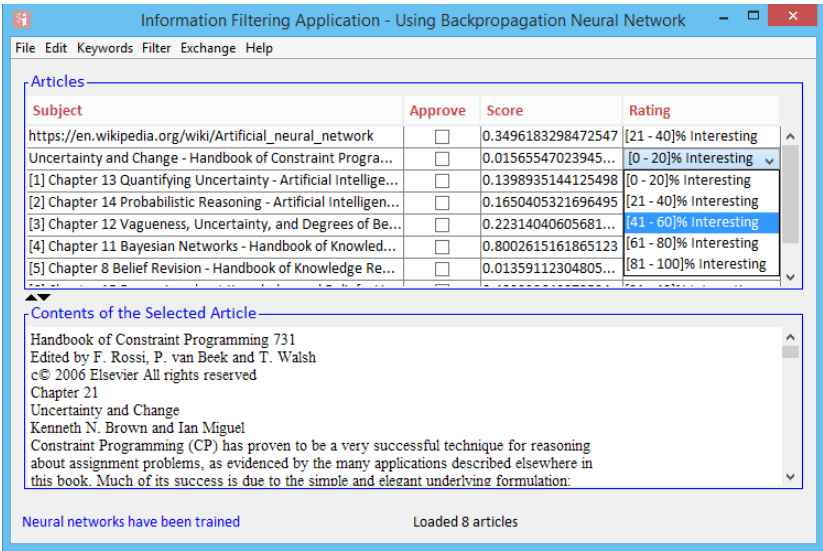 Information Filtering Application - Using Backpropagation Neural Network
File Edit Keywords Filter Exchange Help
Articles
Subject Approve Score Rating
https://en.wikipedia.org/wiki/Artificial_neural_network 0.3496183298472547 [21 - 40]% Interesting
Uncertainty and Change - Handbook of Constraint Progra... 0.01565547023945... [0 - 20]% Interesting
[1] Chapter 13 Quantifying Uncertainty - Artificial Intellige... 0.1398935144125498 [0 - 20]% Interesting
[2] Chapter 14 Probabilistic Reasoning - Artificial Intelligen... 0.1650405321696495 [21 - 40]% Interesting
[3] Chapter 12 Vagueness, Uncertainty, and Degrees of Be... 0.22314040605681... [41 - 60]% Interesting
[4] Chapter 11 Bayesian Networks - Handbook of Knowled... 0.8002615161865123 [61 - 80]% Interesting
[5] Chapter 8 Belief Revision - Handbook of Knowledge Re... 0.01359112304805... [81 - 100]% Interesting
Contents of the Selected Article
Handbook of Constraint Programming 731
Edited by F. Rossi, P. van Beek and T. Walsh
c© 2006 Elsevier All rights reserved
Chapter 21
Uncertainty and Change
Kenneth N. Brown and Ian Miguel
Constraint Programming (CP) has proven to be a very successful technique for reasoning
about assignment problems, as evidenced by the many applications described elsewhere in
this book. Much of its success is due to the simple and elegant underlying formulation:
Neural networks have been trained Loaded 8 articles